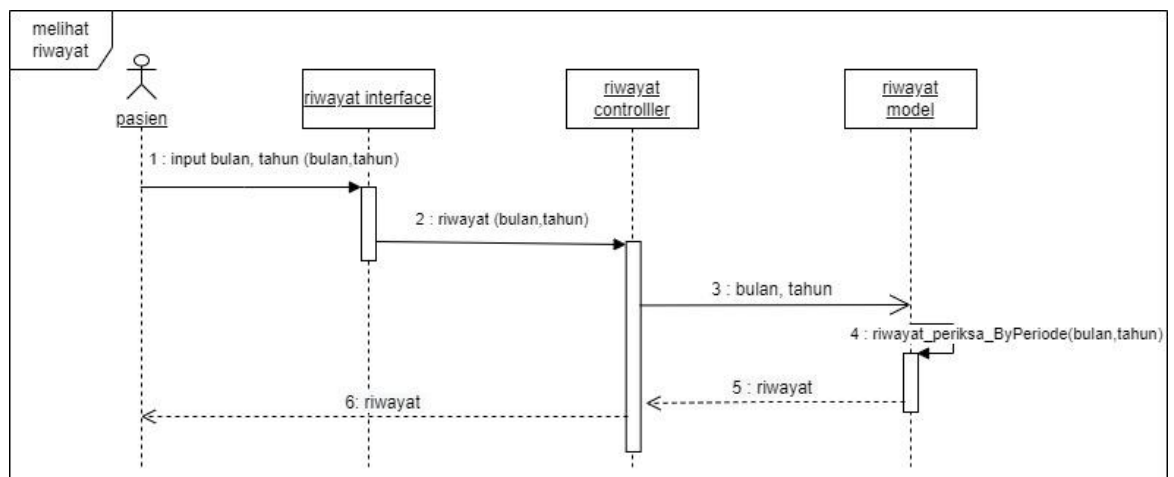 melihat
riwayat
pasien
riwayat interface
riwayat
controlller
riwayat
model
1 : input bulan, tahun (bulan,tahun)
2 : riwayat (bulan,tahun)
3 : bulan, tahun
4 : riwayat_periksa_ByPeriode(bulan,tahun)
5 : riwayat
6: riwayat